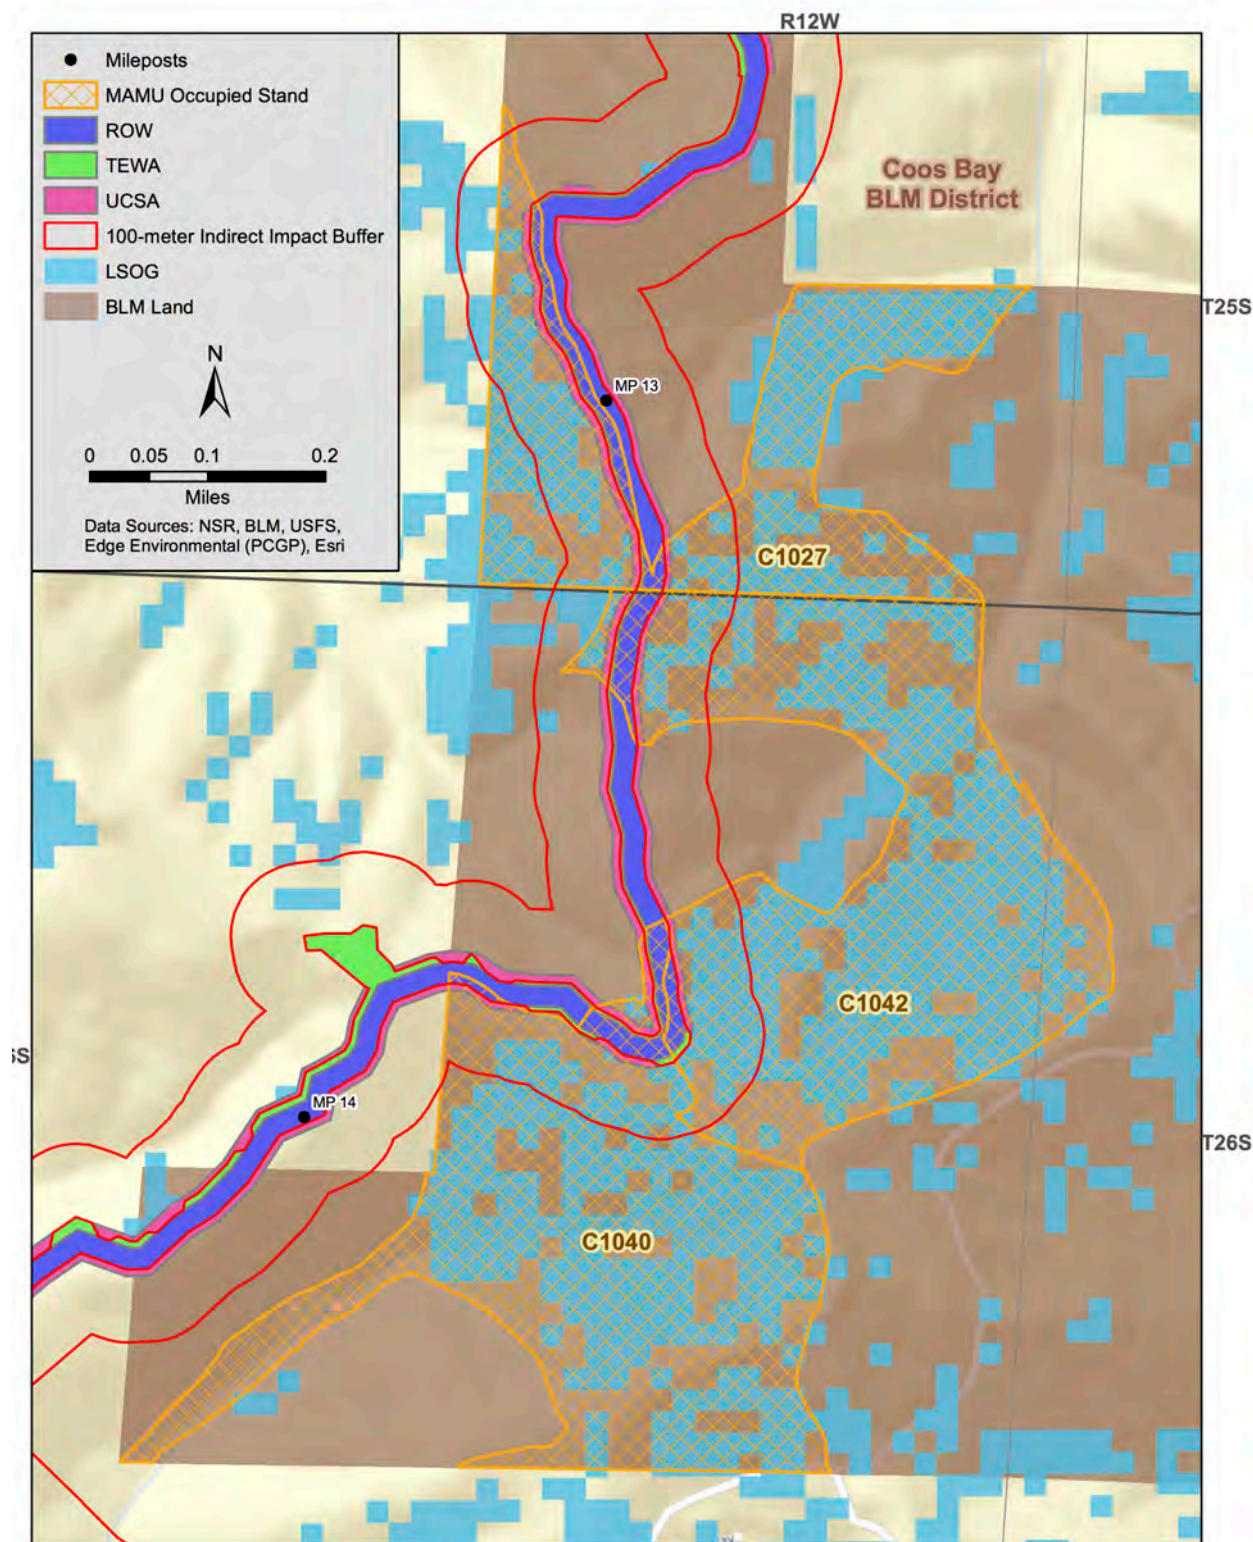 R12W
Mileposts
MAMU Occupied Stand
ROW
TEWA
UCSA
100-meter Indirect Impact Buffer
LSOG
BLM Land
N
0 0.05 0.1 0.2
Miles
Data Sources: NSR, BLM, USFS,
Edge Environmental (PCGP), Esri
Coos Bay
BLM District
T25S
MP 13
C1027
C1042
MP 14
T26S
C1040